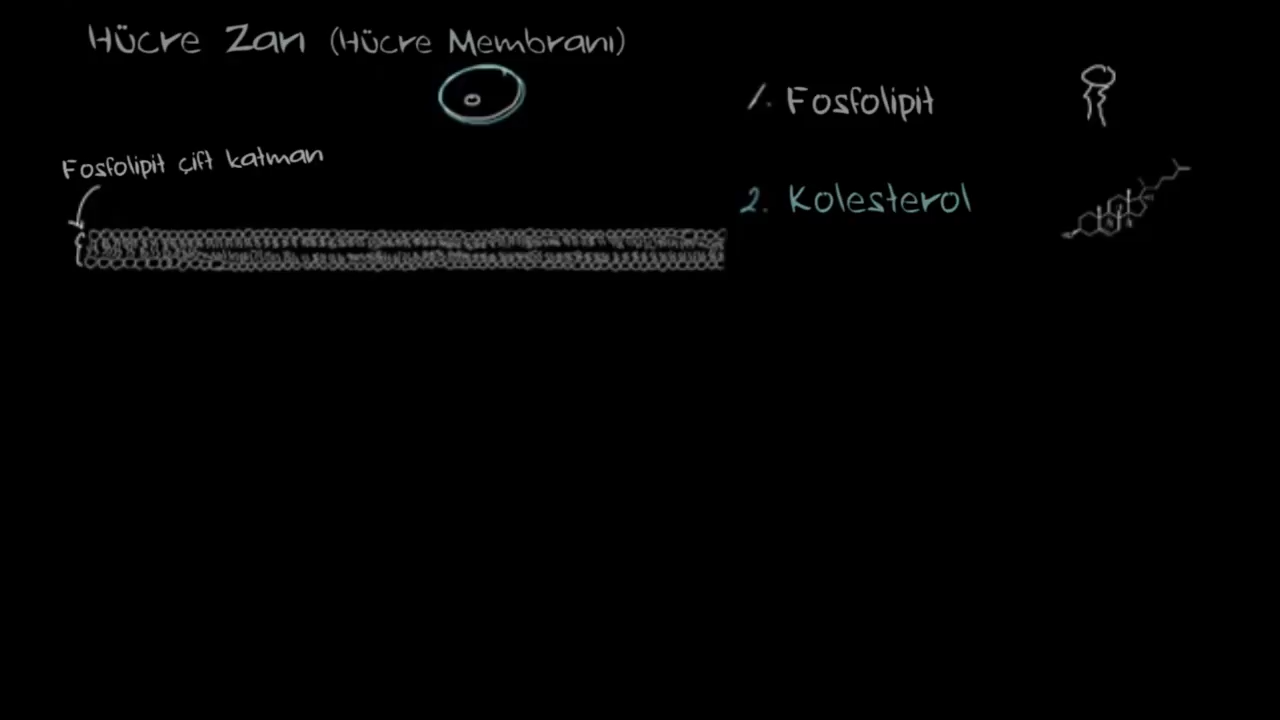 Hücre Zarı (Hücre Membranı)
Fosfolipit çift katman
1. Fosfolipit
2. Kolesterol